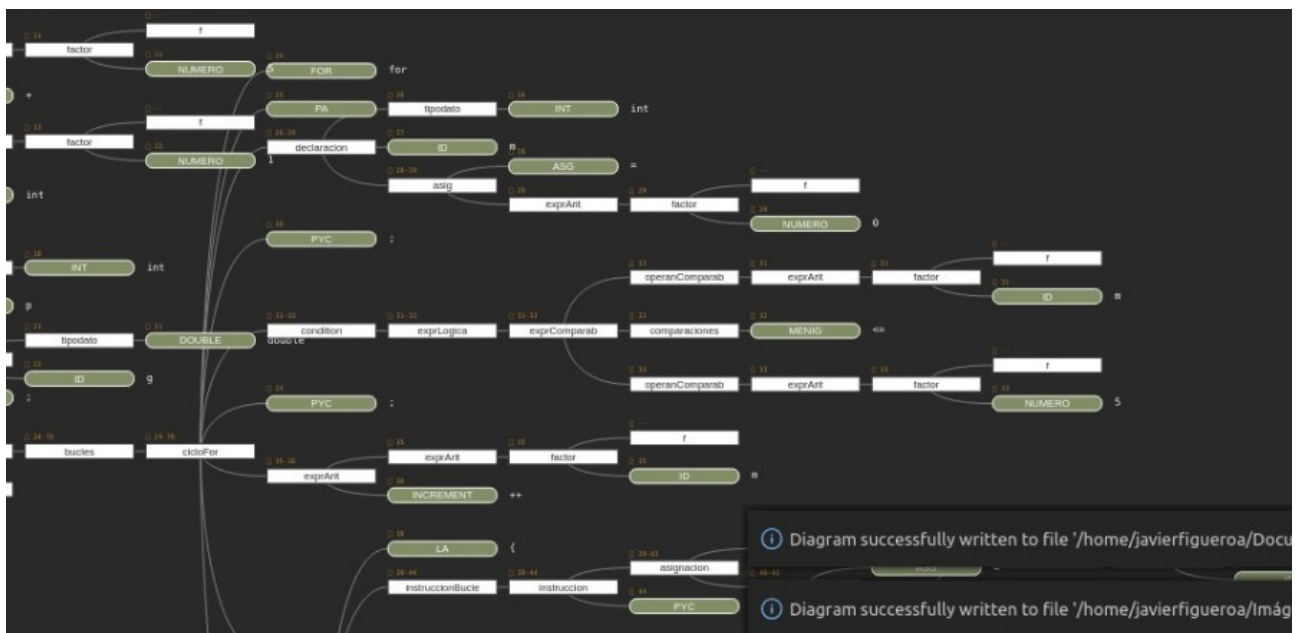 f
factor
NUMERO 5 FOR for
+ PA tipodato INT int
f
factor declaracion ID m
NUMERO 1 ASG =
asig f
int exprArit factor
NUMERO 0
PYC ;
f
INT int operanComparab exprArit factor
ID m
p
condition exprLogica exprComparab comparaciones MENIG <=
tipodato DOUBLE double
f
ID g operanComparab exprArit factor
; PYC ; NUMERO 5
f
bucles cicloFor exprArit factor
exprArit ID m
INCREMENT ++
LA {
Diagram successfully written to file '/home/javierfigueroa/Docu
asignacion ASG
instruccionBucle instruccion
PYC
Diagram successfully written to file '/home/javierfigueroa/Imág